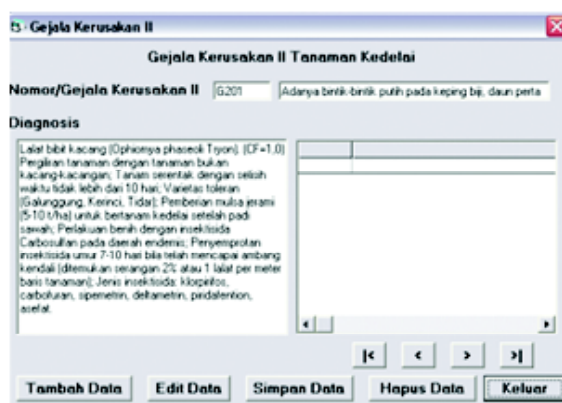 Gejala Kerusakan II
Gejala Kerusakan II Tanaman Kedelai
Nomor/Gejala Kerusakan II G201 Adanya bintik-bintik putih pada keping biji, daun perta
Diagnosis
Lalat bibit kacang (Ophiomya phaseoli Tryon). (CF=1,0)
Pergiliran tanaman dengan tanaman bukan
kacang-kacangan; Tanam serentak dengan selisih
waktu tidak lebih dari 10 hari; Varietas toleran
(Galunggung, Kerinci, Tidar); Pemberian mulsa jerami
(5-10 t/ha) untuk bertanam kedelai setelah padi
sawah; Perlakuan benih dengan insektisida
Carbosulfan pada daerah endemis; Penyemprotan
insektisida umur 7-10 hari bila telah mencapai ambang
kendali (ditemukan serangan 2% atau 1 lalat per meter
baris tanaman); Jenis insektisida: klorpirifos,
carbofuran, sipemetrin, deltametrin, piridafention,
asefat.
|< < > >|
Tambah Data Edit Data Simpan Data Hapus Data Keluar